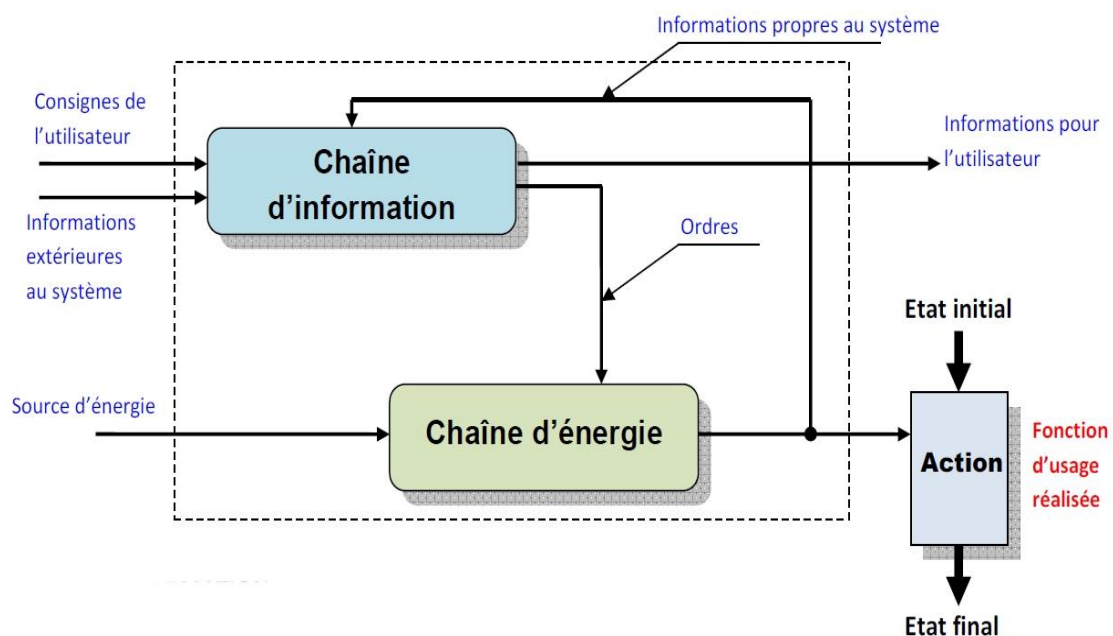 Informations propres au système
Consignes de
l'utilisateur
Informations pour
l'utilisateur
Chaîne
d'information
Informations
extérieures
au système
Ordres
Etat initial
Source d'énergie
Chaîne d'énergie
Action
Fonction
d'usage
réalisée
Etat final